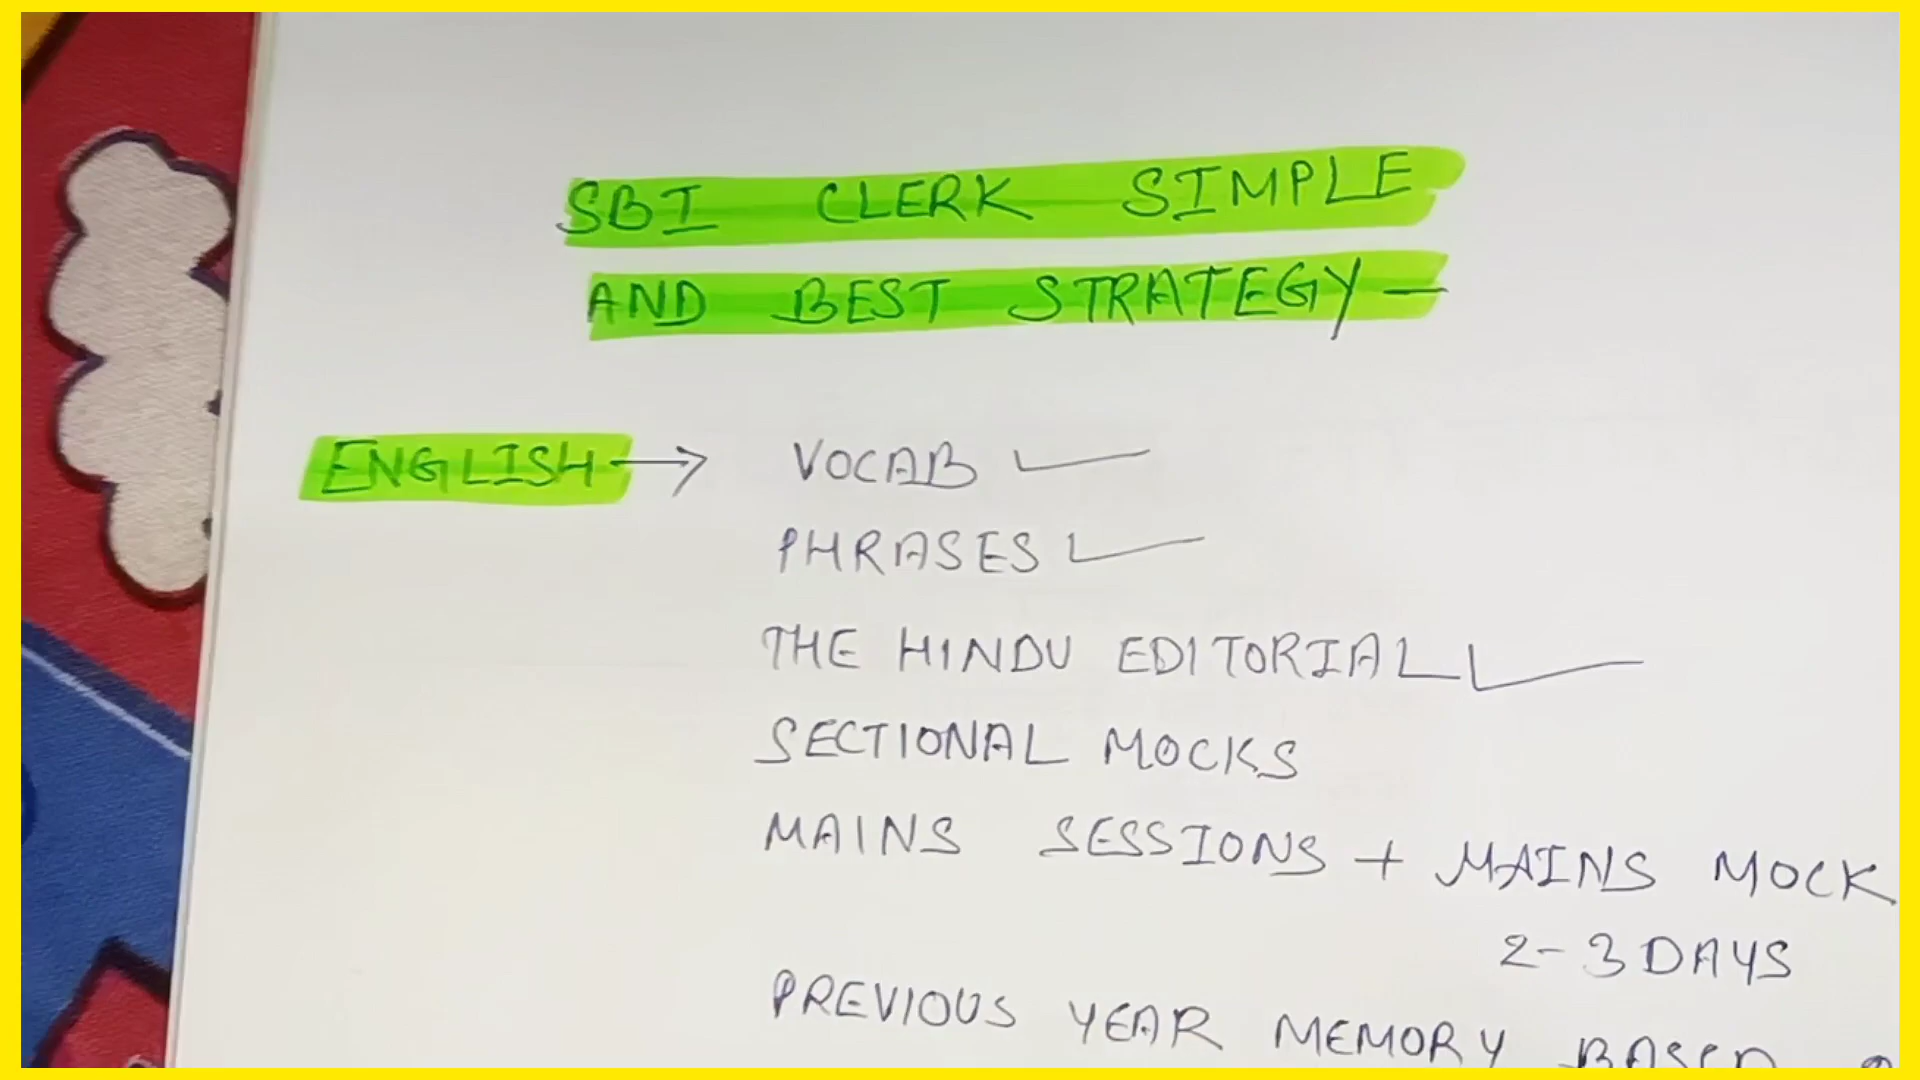 SBI CLERK SIMPLE
AND BEST STRATEGY —
ENGLISH → VOCAB ✓
PHRASES ✓
THE HINDU EDITORIAL ✓
SECTIONAL MOCKS
MAINS SESSIONS + MAINS MOCK
2-3 DAYS
PREVIOUS YEAR MEMORY BASED